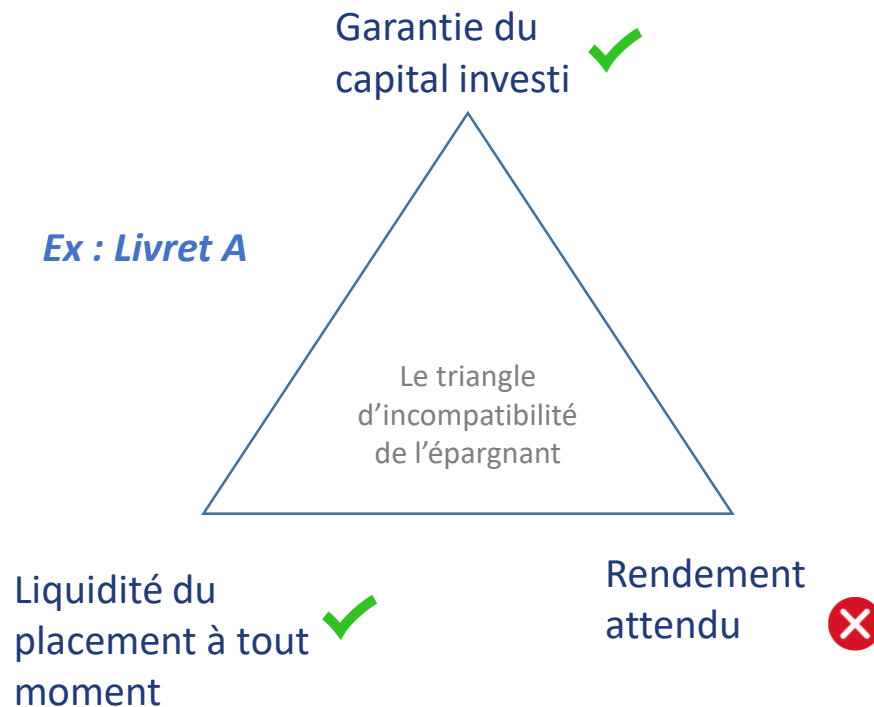 Garantie du
capital investi
Ex : Livret A
Le triangle
d’incompatibilité
de l’épargnant
Liquidité du
placement à tout
moment
Rendement
attendu